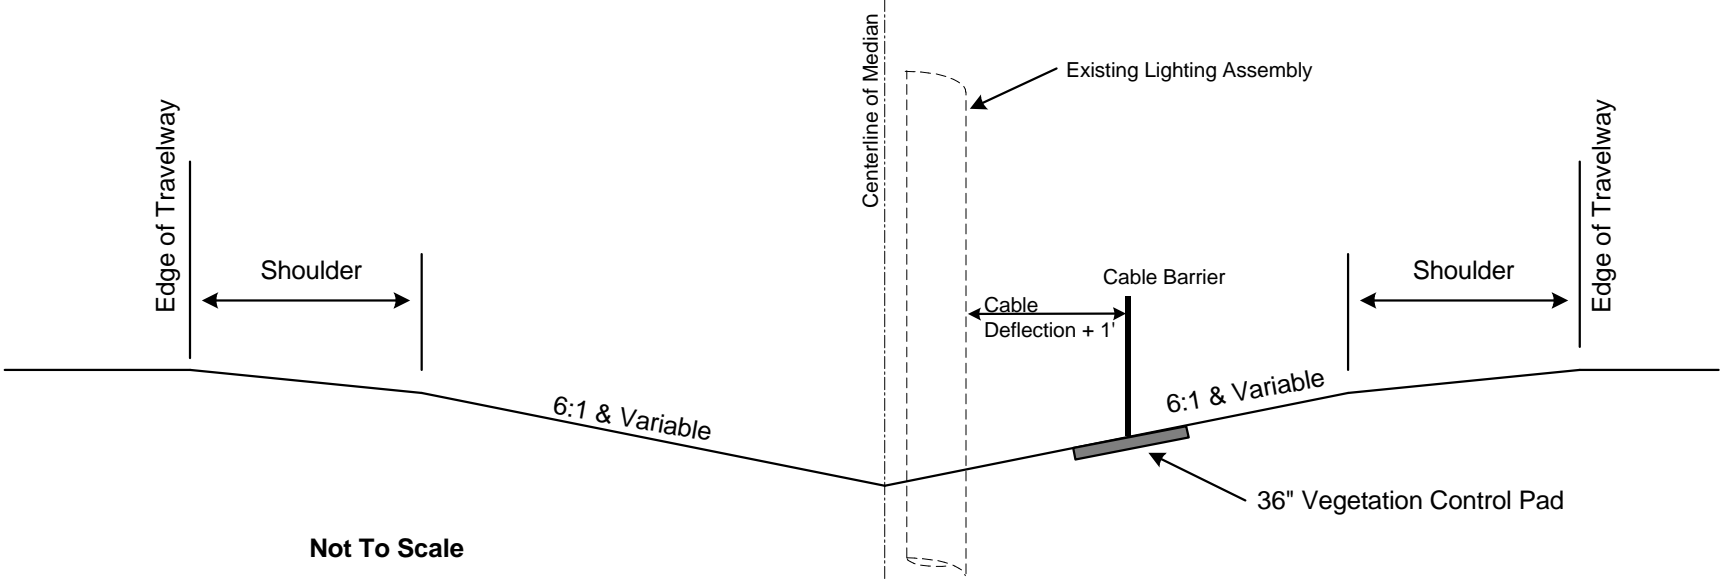 Centerline of Median
Existing Lighting Assembly
Edge of Travelway
Edge of Travelway
Shoulder
Cable Barrier
Shoulder
Cable
Deflection + 1'
6:1 & Variable
6:1 & Variable
36" Vegetation Control Pad
Not To Scale